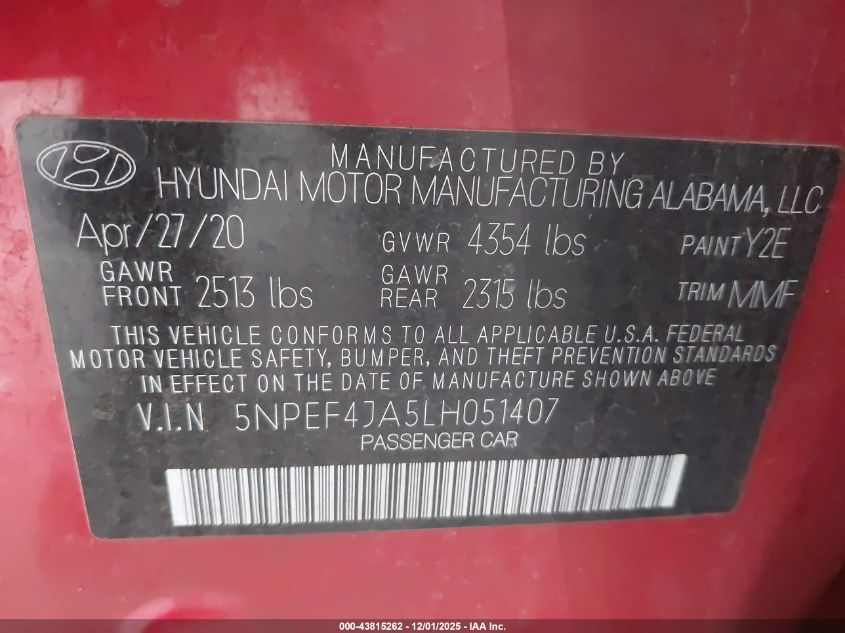 MANUFACTURED BY
HYUNDAI MOTOR MANUFACTURING ALABAMA, LLC
Apr/27/20 GVWR 4354 lbs PAINT Y2E
GAWR FRONT 2513 lbs GAWR REAR 2315 lbs TRIM MMF
THIS VEHICLE CONFORMS TO ALL APPLICABLE U.S.A. FEDERAL
MOTOR VEHICLE SAFETY, BUMPER, AND THEFT PREVENTION STANDARDS
IN EFFECT ON THE DATE OF MANUFACTURE SHOWN ABOVE
V.I.N 5NPEF4JA5LH051407
PASSENGER CAR
000-43815262 - 12/01/2025 - IAA Inc.